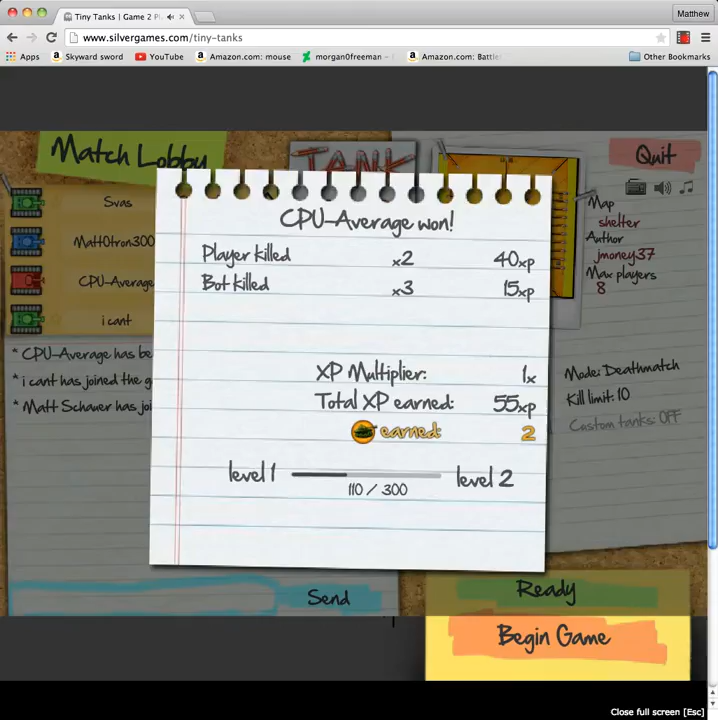 Tiny Tanks | Game 2 Pl
Matthew
www.silvergames.com/tiny-tanks
Apps
Skyward sword
YouTube
Amazon.com: mouse
morgan0freeman
Amazon.com: Battle
Other Bookmarks
Match Lobby
TANK
Quit
Svas
Matt0tron300
CPU-Average
i cant
* CPU-Average has be
* i cant has joined the g
* Matt Schauer has joi
CPU-Average won!
Player killed x2 40xp
Bot killed x3 15xp
XP Multiplier: 1x
Total XP earned: 55xp
earned: 2
level 1
level 2
110 / 300
Map
shelter
Author
jmoney37
Max players
8
Mode: Deathmatch
Kill limit: 10
Custom tanks: OFF
Send
Ready
Begin Game
Close full screen [Esc]